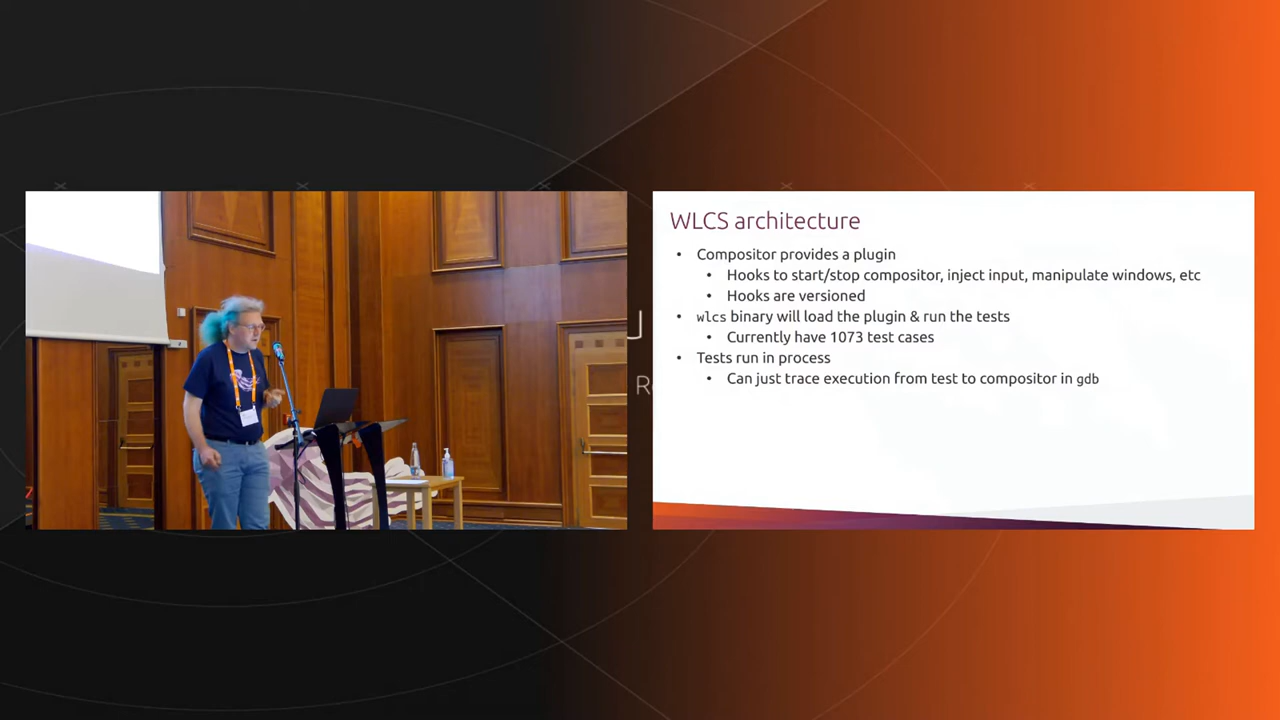 WLCS architecture
• Compositor provides a plugin
• Hooks to start/stop compositor, inject input, manipulate windows, etc
• Hooks are versioned
• wlcs binary will load the plugin & run the tests
• Currently have 1073 test cases
• Tests run in process
• Can just trace execution from test to compositor in gdb